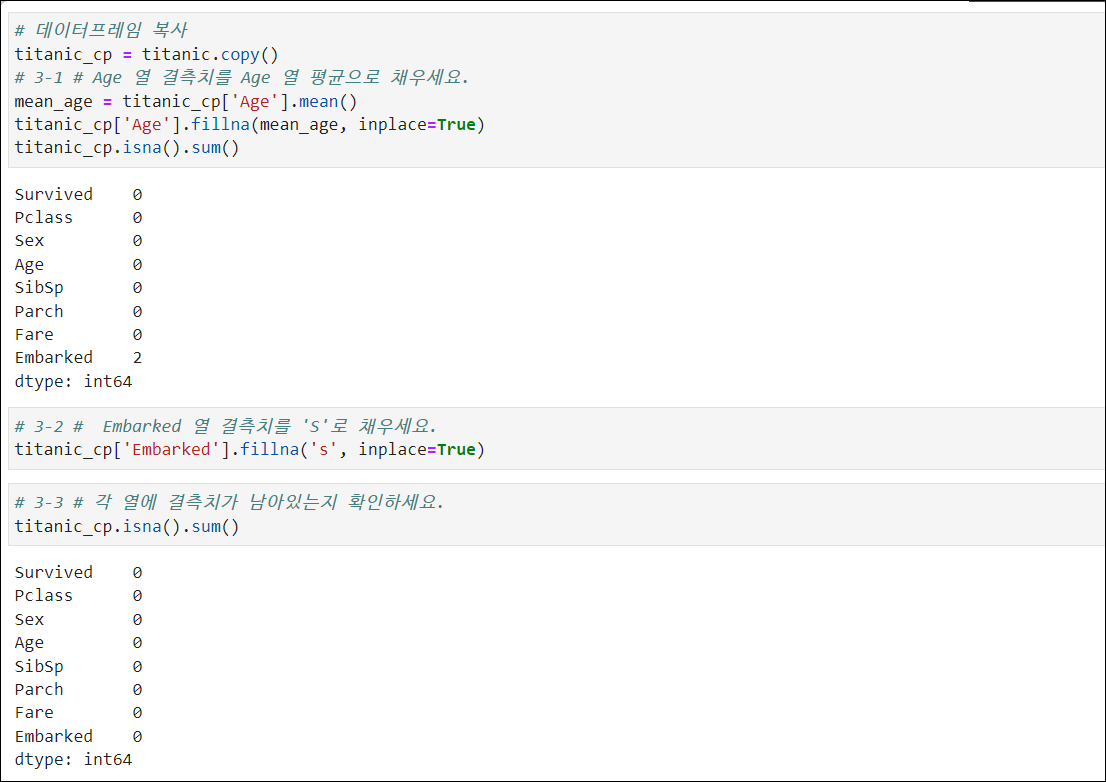 # 데이터프레임 복사
titanic_cp = titanic.copy()
# 3-1 # Age 열 결측치를 Age 열 평균으로 채우세요.
mean_age = titanic_cp['Age'].mean()
titanic_cp['Age'].fillna(mean_age, inplace=True)
titanic_cp.isna().sum()
Survived    0
Pclass      0
Sex         0
Age         0
SibSp       0
Parch       0
Fare        0
Embarked    2
dtype: int64
# 3-2 #  Embarked 열 결측치를 'S'로 채우세요.
titanic_cp['Embarked'].fillna('s', inplace=True)
# 3-3 # 각 열에 결측치가 남아있는지 확인하세요.
titanic_cp.isna().sum()
Survived    0
Pclass      0
Sex         0
Age         0
SibSp       0
Parch       0
Fare        0
Embarked    0
dtype: int64